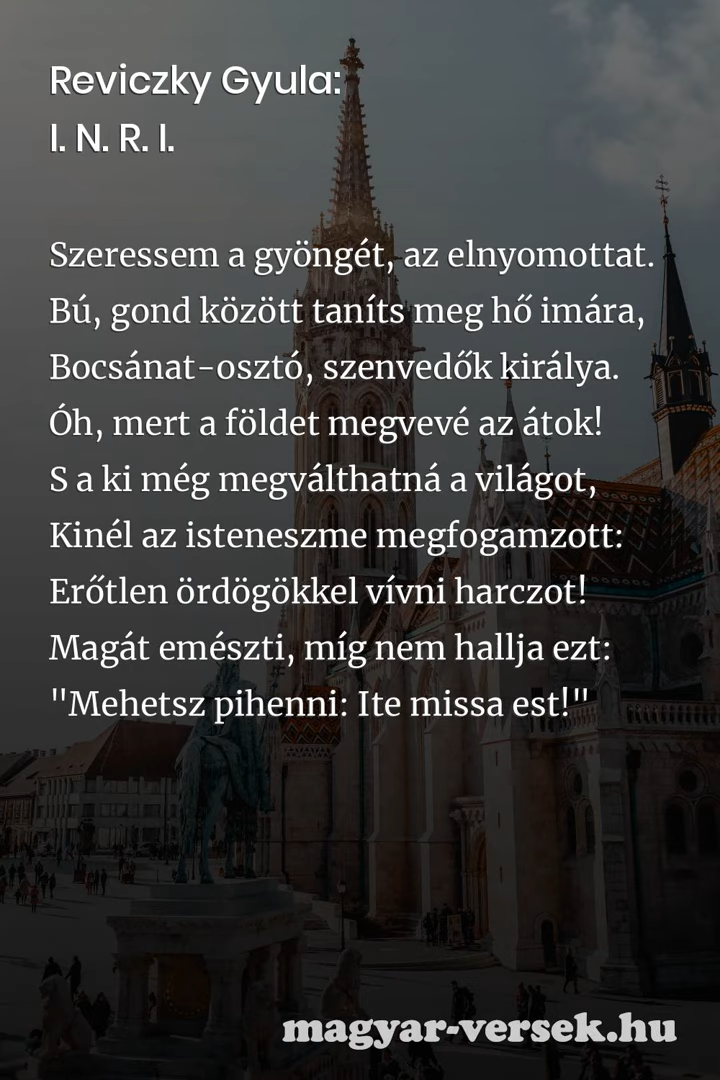 Reviczky Gyula:
I. N. R. I.
Szeressem a gyöngét, az elnyomottat.
Bú, gond között taníts meg hő imára,
Bocsánat-osztó, szenvedők királya.
Óh, mert a földet megvevé az átok!
S a ki még megválthatná a világot,
Kinél az isteneszme megfogamzott:
Erőtlen ördögökkel vívni harczot!
Magát emészti, míg nem hallja ezt:
"Mehetsz pihenni: Ite missa est!"
magyar-versek.hu